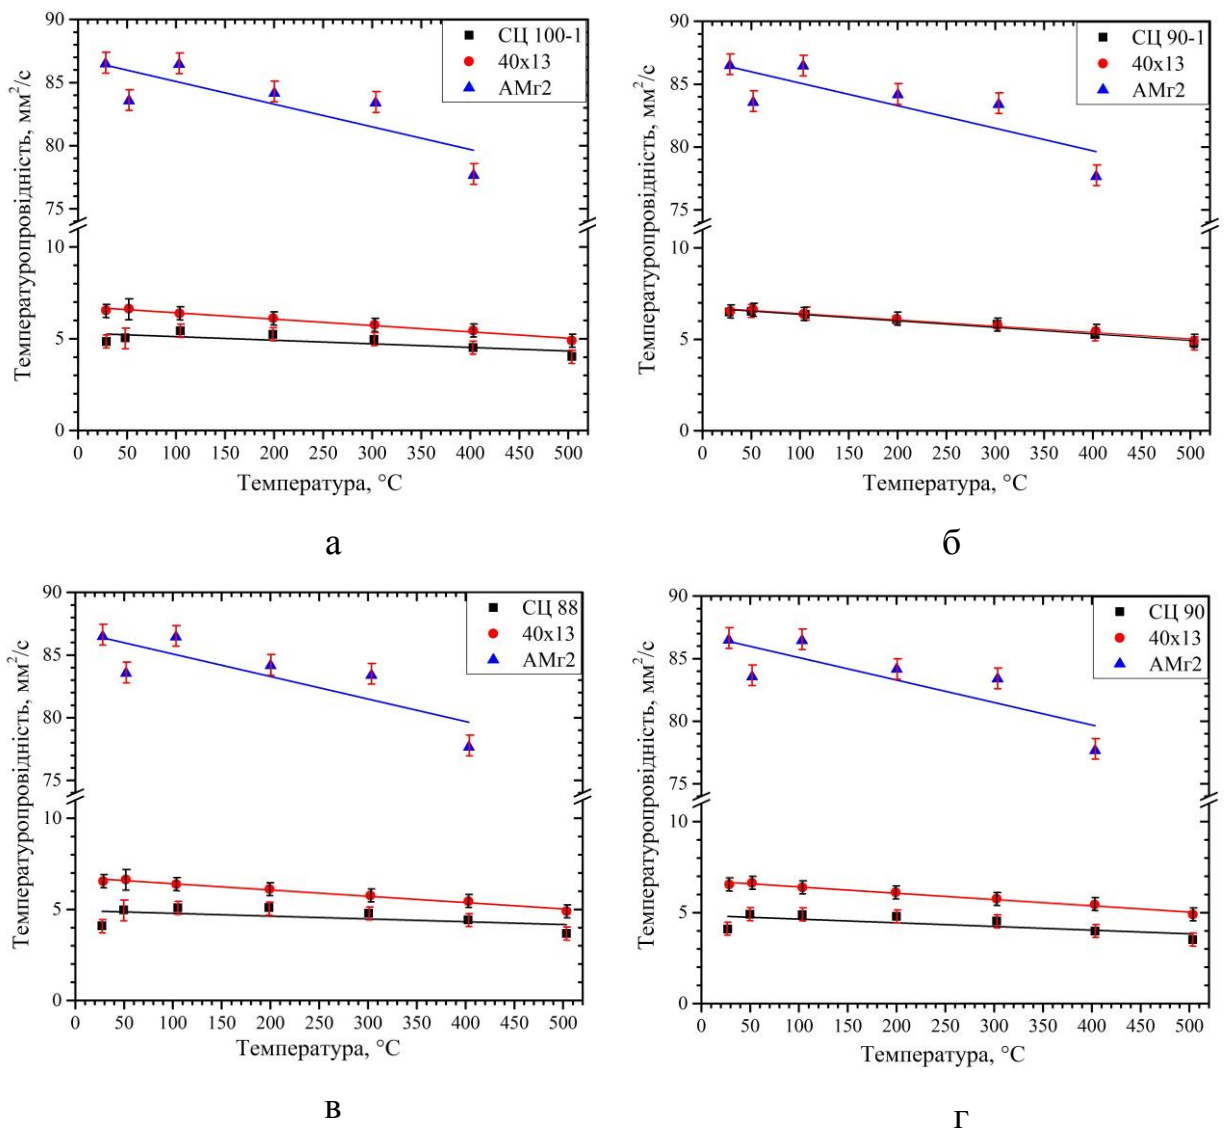 90
85
80
75
10
5
0
Температуропровідність, мм²/с
СЦ 100-1
40х13
АМг2
0 50 100 150 200 250 300 350 400 450 500
Температура, °C
а
90
85
80
75
10
5
0
Температуропровідність, мм²/с
СЦ 90-1
40х13
АМг2
0 50 100 150 200 250 300 350 400 450 500
Температура, °C
б
90
85
80
75
10
5
0
Температуропровідність, мм²/с
СЦ 88
40х13
АМг2
0 50 100 150 200 250 300 350 400 450 500
Температура, °C
в
90
85
80
75
10
5
0
Температуропровідність, мм²/с
СЦ 90
40х13
АМг2
0 50 100 150 200 250 300 350 400 450 500
Температура, °C
г